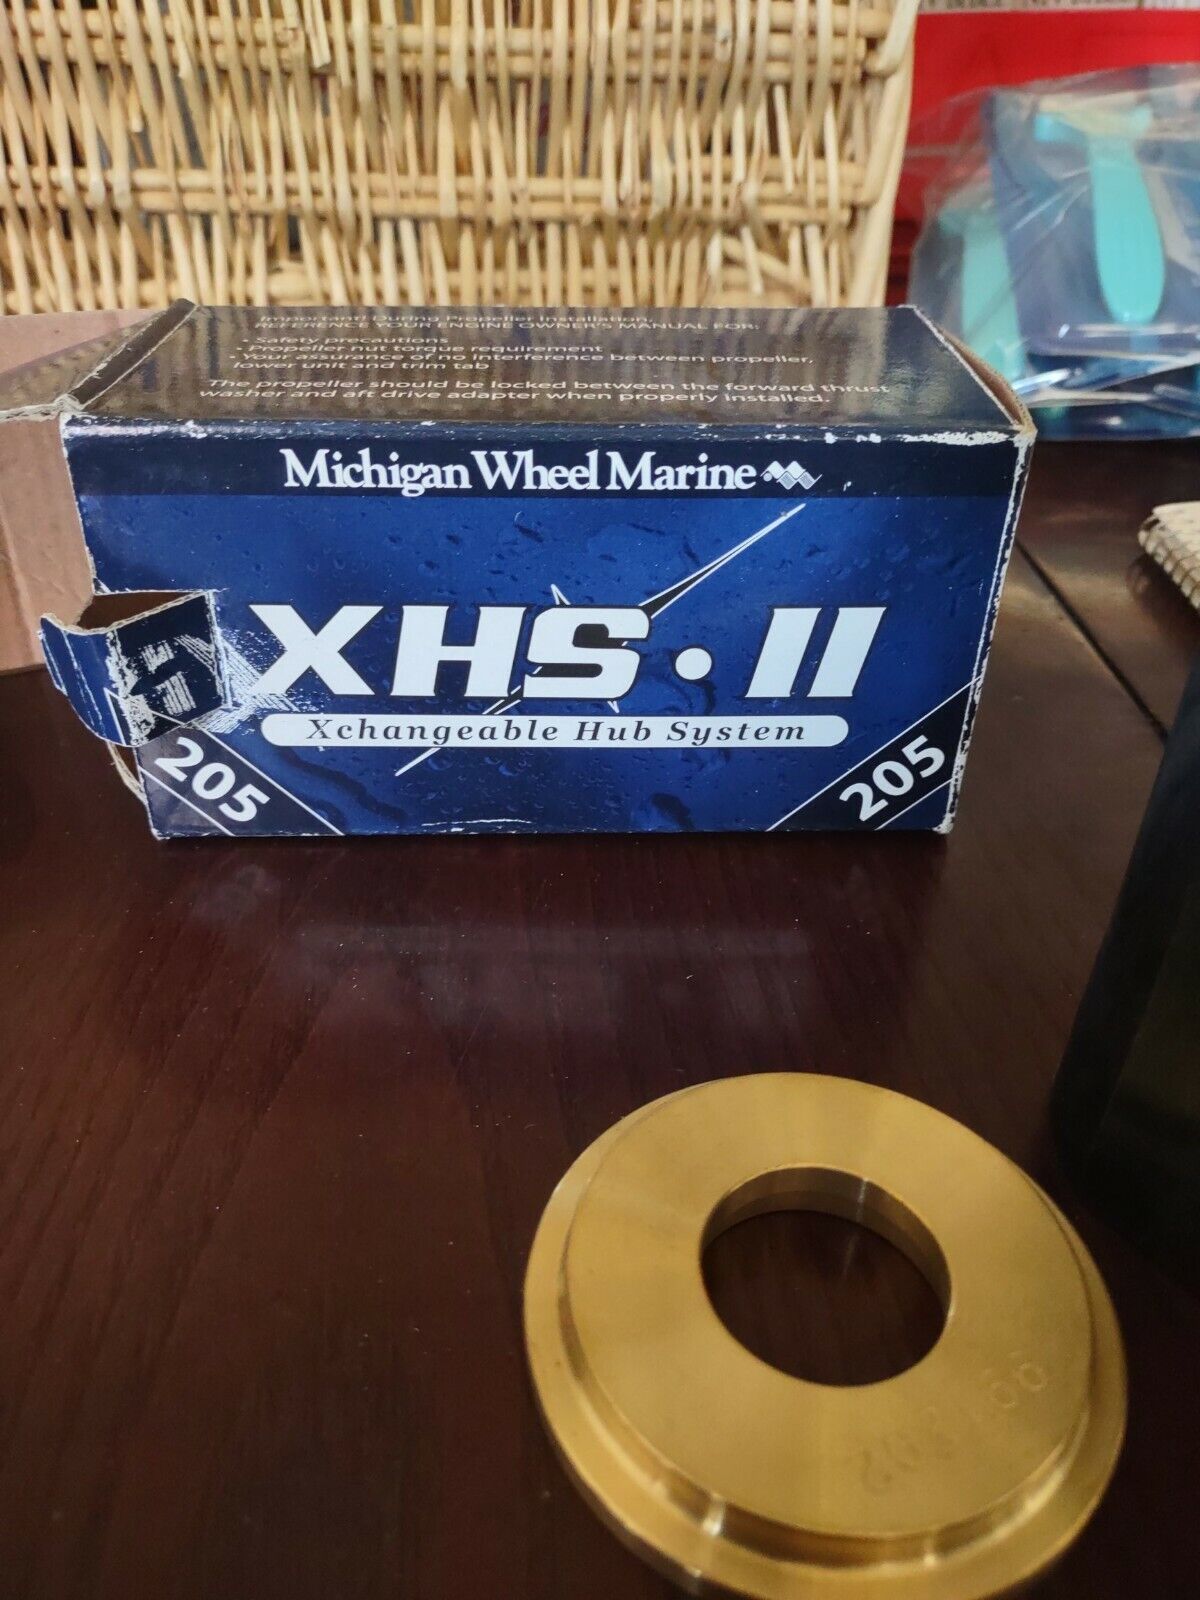 Important! During Propeller Installation,
REFERENCE YOUR ENGINE OWNER'S MANUAL FOR:
• Safety precautions
• Propeller nut torque requirement
• Your assurance of no interference between propeller,
lower unit and trim tab
The propeller should be locked between the forward thrust
washer and aft drive adapter when properly installed.
Michigan Wheel Marine
XHS•II
Xchangeable Hub System
205
205